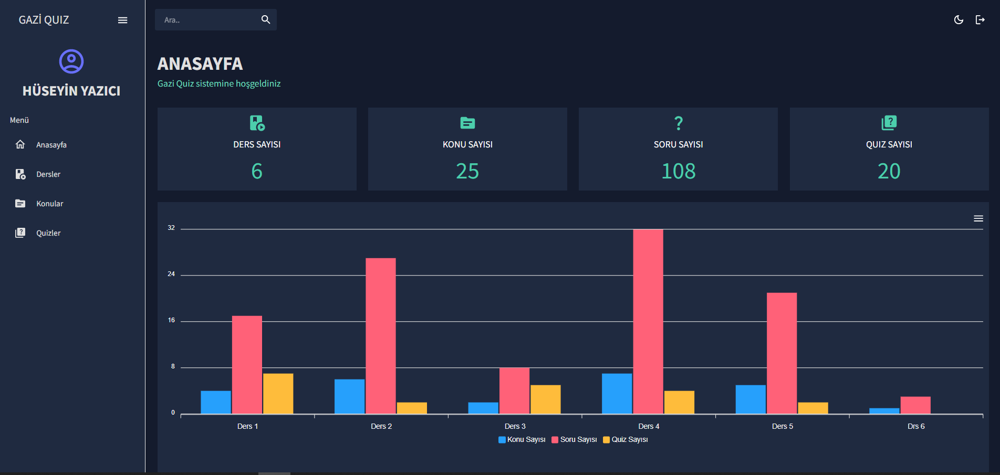 GAZİ QUIZ
HÜSEYİN YAZICI
Menü
Anasayfa
Dersler
Konular
Quizler
Ara..
ANASAYFA
Gazi Quiz sistemine hoşgeldiniz
DERS SAYISI
6
KONU SAYISI
25
SORU SAYISI
108
QUIZ SAYISI
20
32
24
16
8
0
Ders 1 Ders 2 Ders 3 Ders 4 Ders 5 Drs 6
Konu Sayısı Soru Sayısı Quiz Sayısı